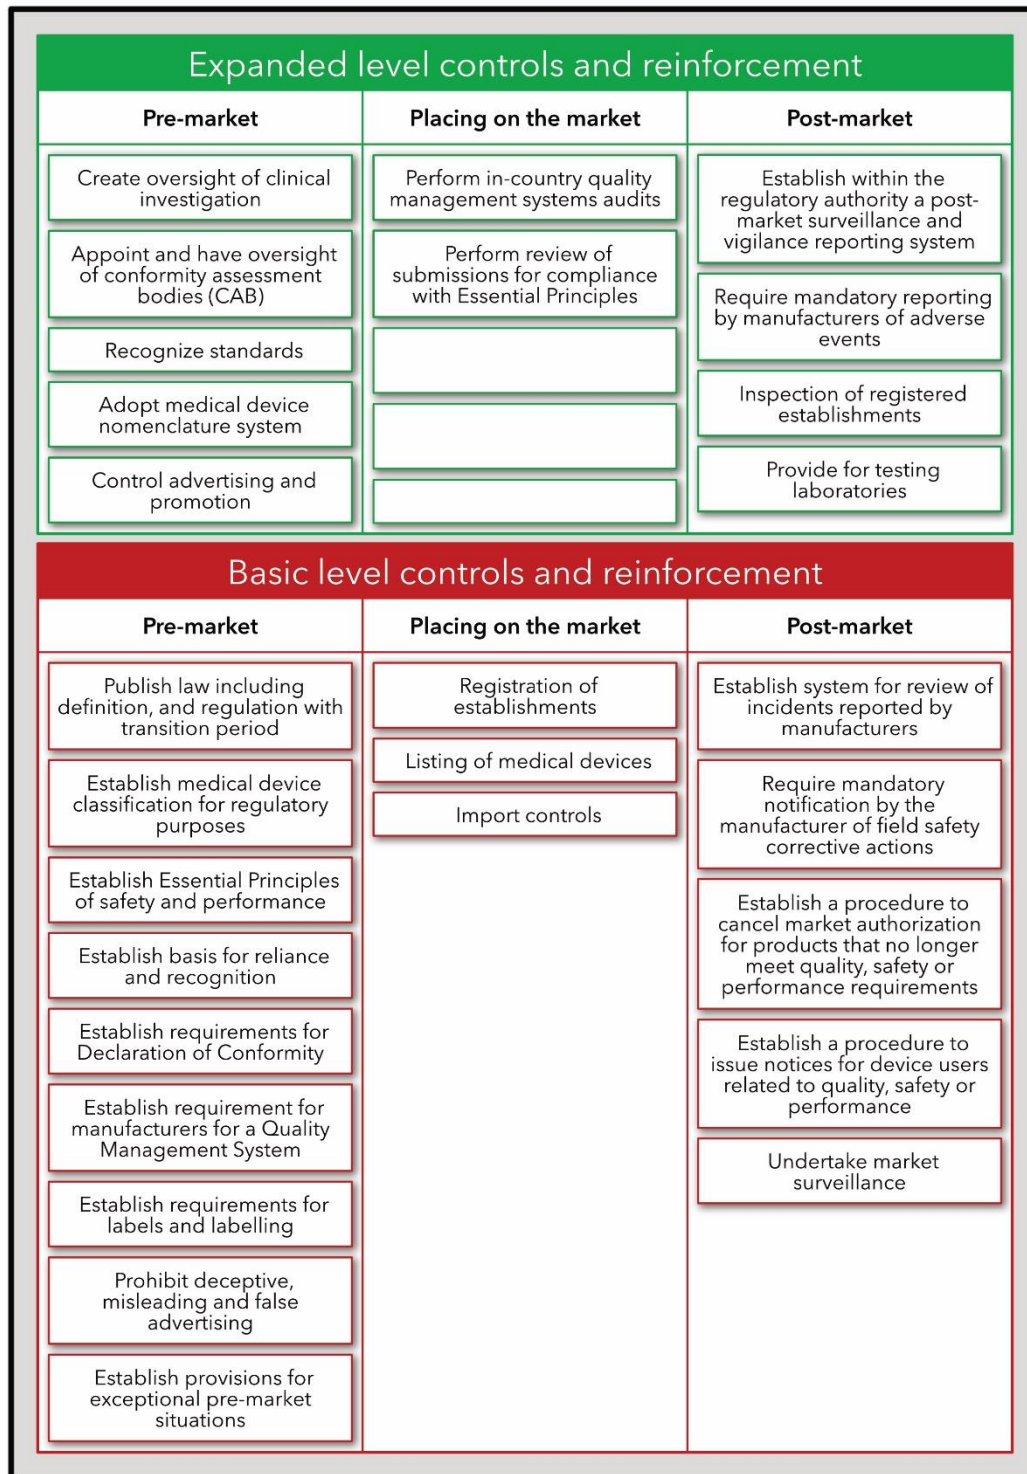 Expanded level controls and reinforcement
Pre-market
Placing on the market
Post-market
Create oversight of clinical
investigation
Appoint and have oversight
of conformity assessment
bodies (CAB)
Recognize standards
Adopt medical device
nomenclature system
Control advertising and
promotion
Perform in-country quality
management systems audits
Perform review of
submissions for compliance
with Essential Principles
Establish within the
regulatory authority a post-
market surveillance and
vigilance reporting system
Require mandatory reporting
by manufacturers of adverse
events
Inspection of registered
establishments
Provide for testing
laboratories
Basic level controls and reinforcement
Pre-market
Placing on the market
Post-market
Publish law including
definition, and regulation with
transition period
Establish medical device
classification for regulatory
purposes
Establish Essential Principles
of safety and performance
Establish basis for reliance
and recognition
Establish requirements for
Declaration of Conformity
Establish requirement for
manufacturers for a Quality
Management System
Establish requirements for
labels and labelling
Prohibit deceptive,
misleading and false
advertising
Establish provisions for
exceptional pre-market
situations
Registration of
establishments
Listing of medical devices
Import controls
Establish system for review of
incidents reported by
manufacturers
Require mandatory
notification by the
manufacturer of field safety
corrective actions
Establish a procedure to
cancel market authorization
for products that no longer
meet quality, safety or
performance requirements
Establish a procedure to
issue notices for device users
related to quality, safety or
performance
Undertake market
surveillance